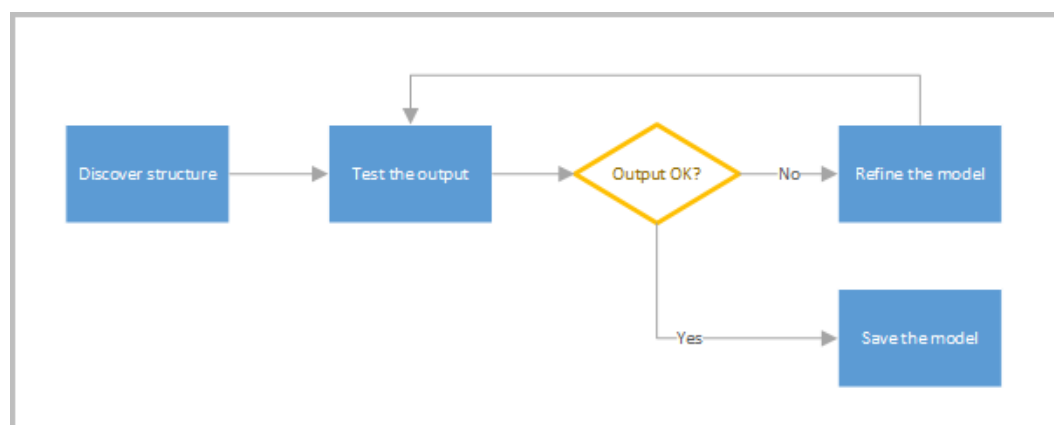 Discover structure
Test the output
Output OK?
No
Refine the model
Yes
Save the model